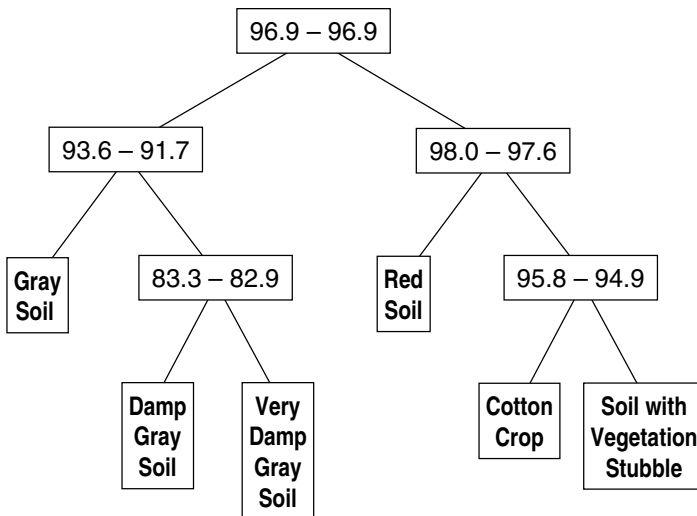 96.9 – 96.9
93.6 – 91.7
98.0 – 97.6
Gray
Soil
83.3 – 82.9
Red
Soil
95.8 – 94.9
Damp
Gray
Soil
Very
Damp
Gray
Soil
Cotton
Crop
Soil with
Vegetation
Stubble